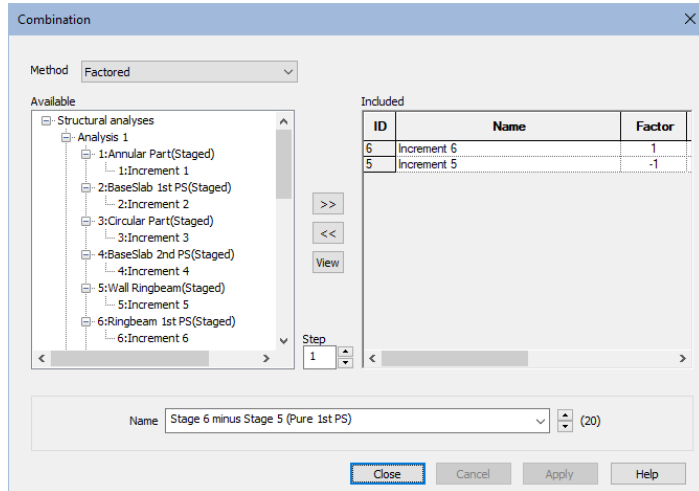 Combination
Method Factored
Available
Structural analyses
Analysis 1
1:Annular Part(Staged)
1:Increment 1
2:BaseSlab 1st PS(Staged)
2:Increment 2
3:Circular Part(Staged)
3:Increment 3
4:BaseSlab 2nd PS(Staged)
4:Increment 4
5:Wall Ringbeam(Staged)
5:Increment 5
6:Ringbeam 1st PS(Staged)
6:Increment 6
>>
<<
View
Step
1
Included
ID Name Factor
6 Increment 6 1
5 Increment 5 -1
Name Stage 6 minus Stage 5 (Pure 1st PS) (20)
Close Cancel Apply Help